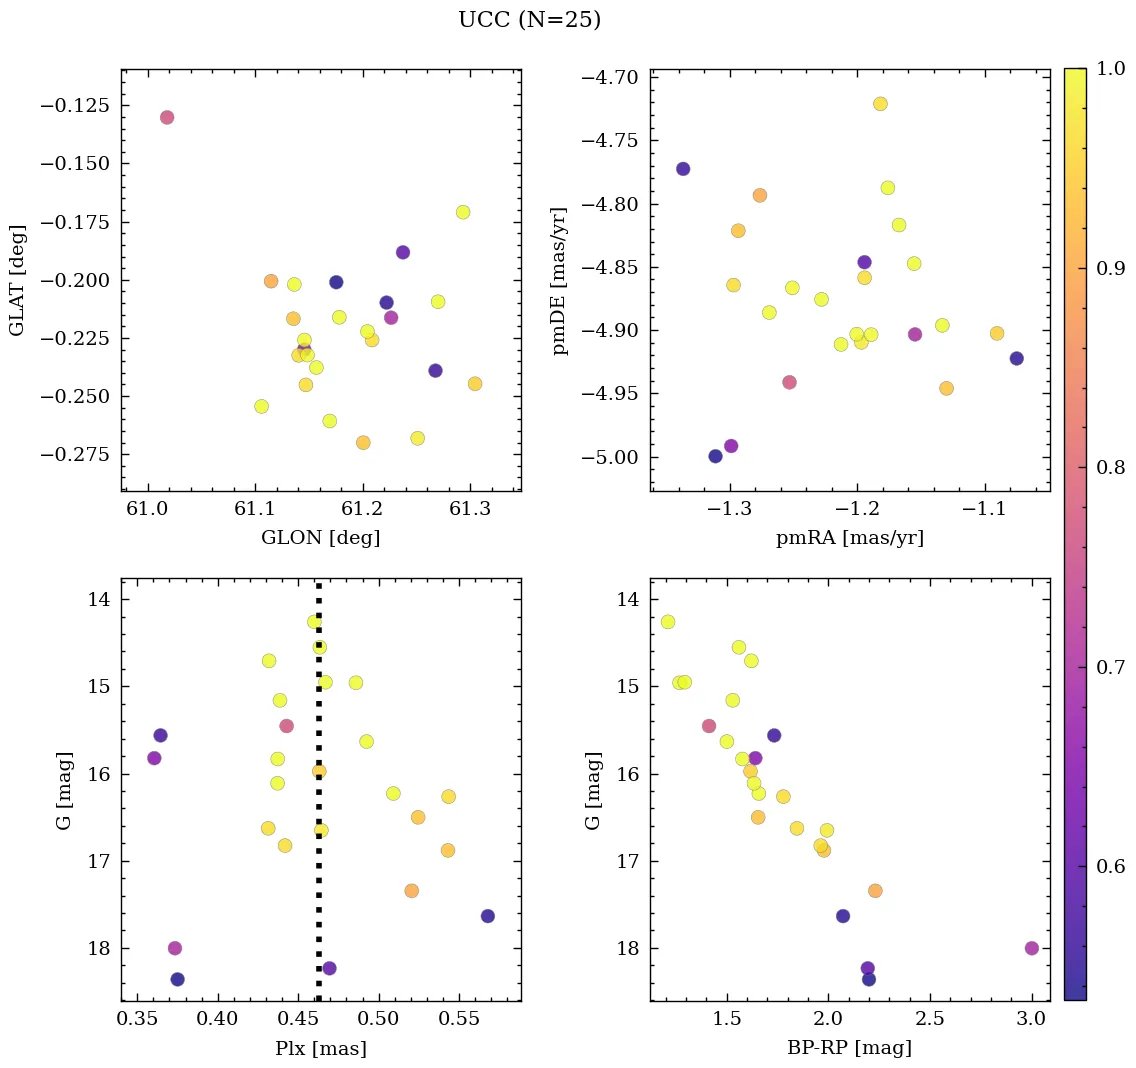 UCC (N=25)
−0.125
−0.150
−0.175
−0.200
−0.225
−0.250
−0.275
GLAT [deg]
61.0 61.1 61.2 61.3
GLON [deg]
−4.70
−4.75
−4.80
−4.85
−4.90
−4.95
−5.00
pmDE [mas/yr]
−1.3 −1.2 −1.1
pmRA [mas/yr]
14
15
16
17
18
G [mag]
0.35 0.40 0.45 0.50 0.55
Plx [mas]
14
15
16
17
18
G [mag]
1.5 2.0 2.5 3.0
BP-RP [mag]
1.0
0.9
0.8
0.7
0.6